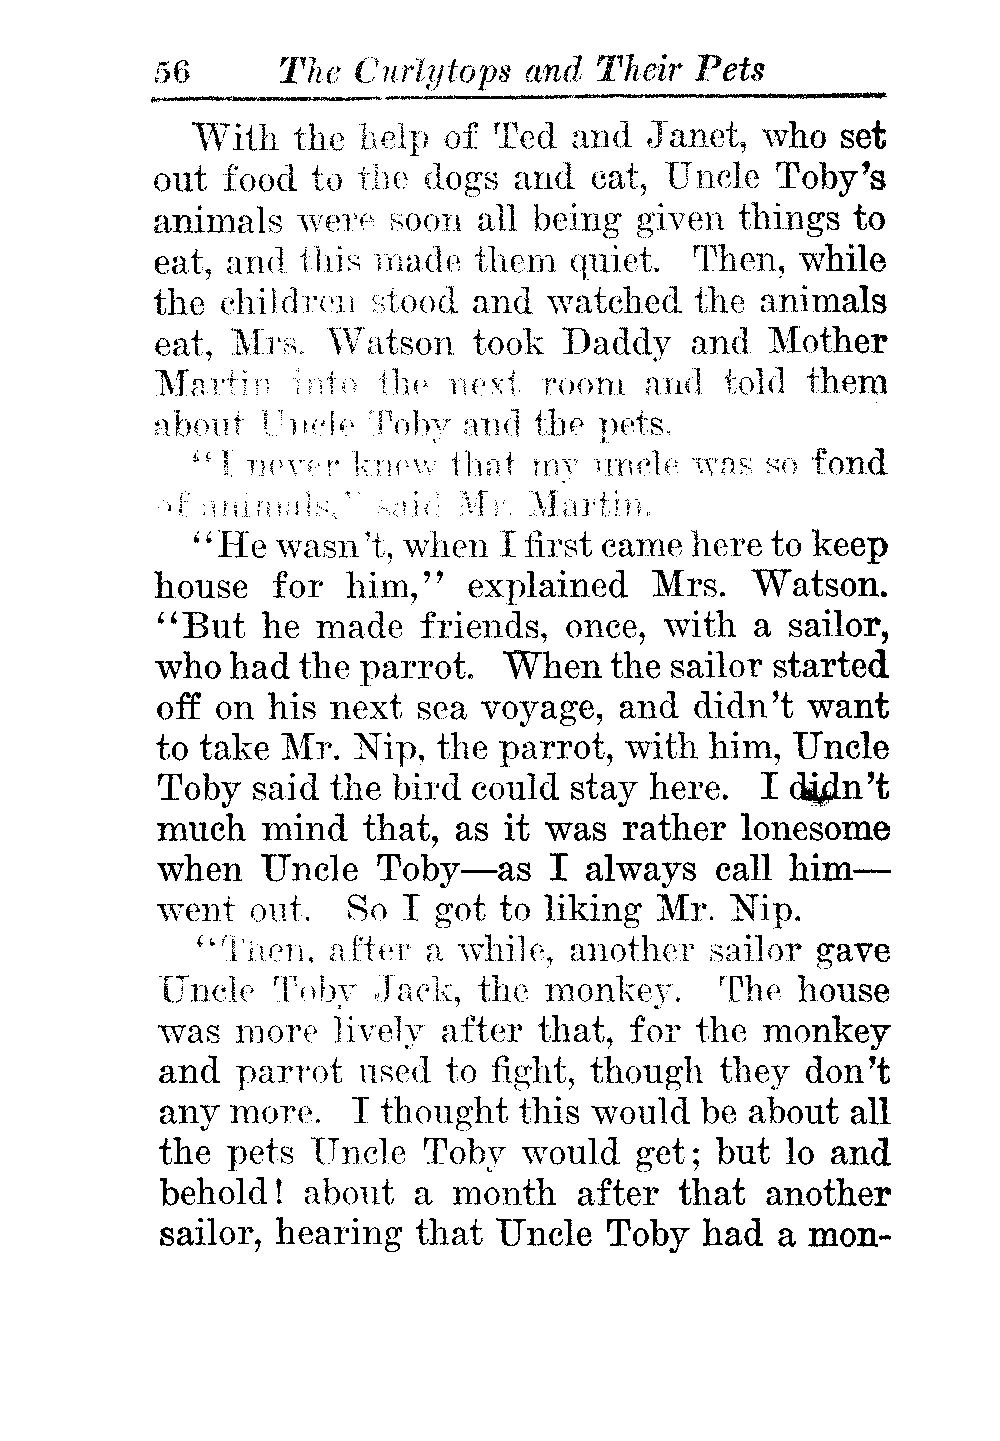 56 The Curlytops and Their Pets
With the help of Ted and Janet, who set
out food to the dogs and cat, Uncle Toby's
animals were soon all being given things to
eat, and this made them quiet. Then, while
the children stood and watched the animals
eat, Mrs. Watson took Daddy and Mother
Martin into the next room and told them
about Uncle Toby and the pets.
"I never knew that my uncle was so fond
of animals," said Mr. Martin.
"He wasn't, when I first came here to keep
house for him," explained Mrs. Watson.
"But he made friends, once, with a sailor,
who had the parrot. When the sailor started
off on his next sea voyage, and didn't want
to take Mr. Nip, the parrot, with him, Uncle
Toby said the bird could stay here. I didn't
much mind that, as it was rather lonesome
when Uncle Toby—as I always call him—
went out. So I got to liking Mr. Nip.
"Then, after a while, another sailor gave
Uncle Toby Jack, the monkey. The house
was more lively after that, for the monkey
and parrot used to fight, though they don't
any more. I thought this would be about all
the pets Uncle Toby would get; but lo and
behold! about a month after that another
sailor, hearing that Uncle Toby had a mon-